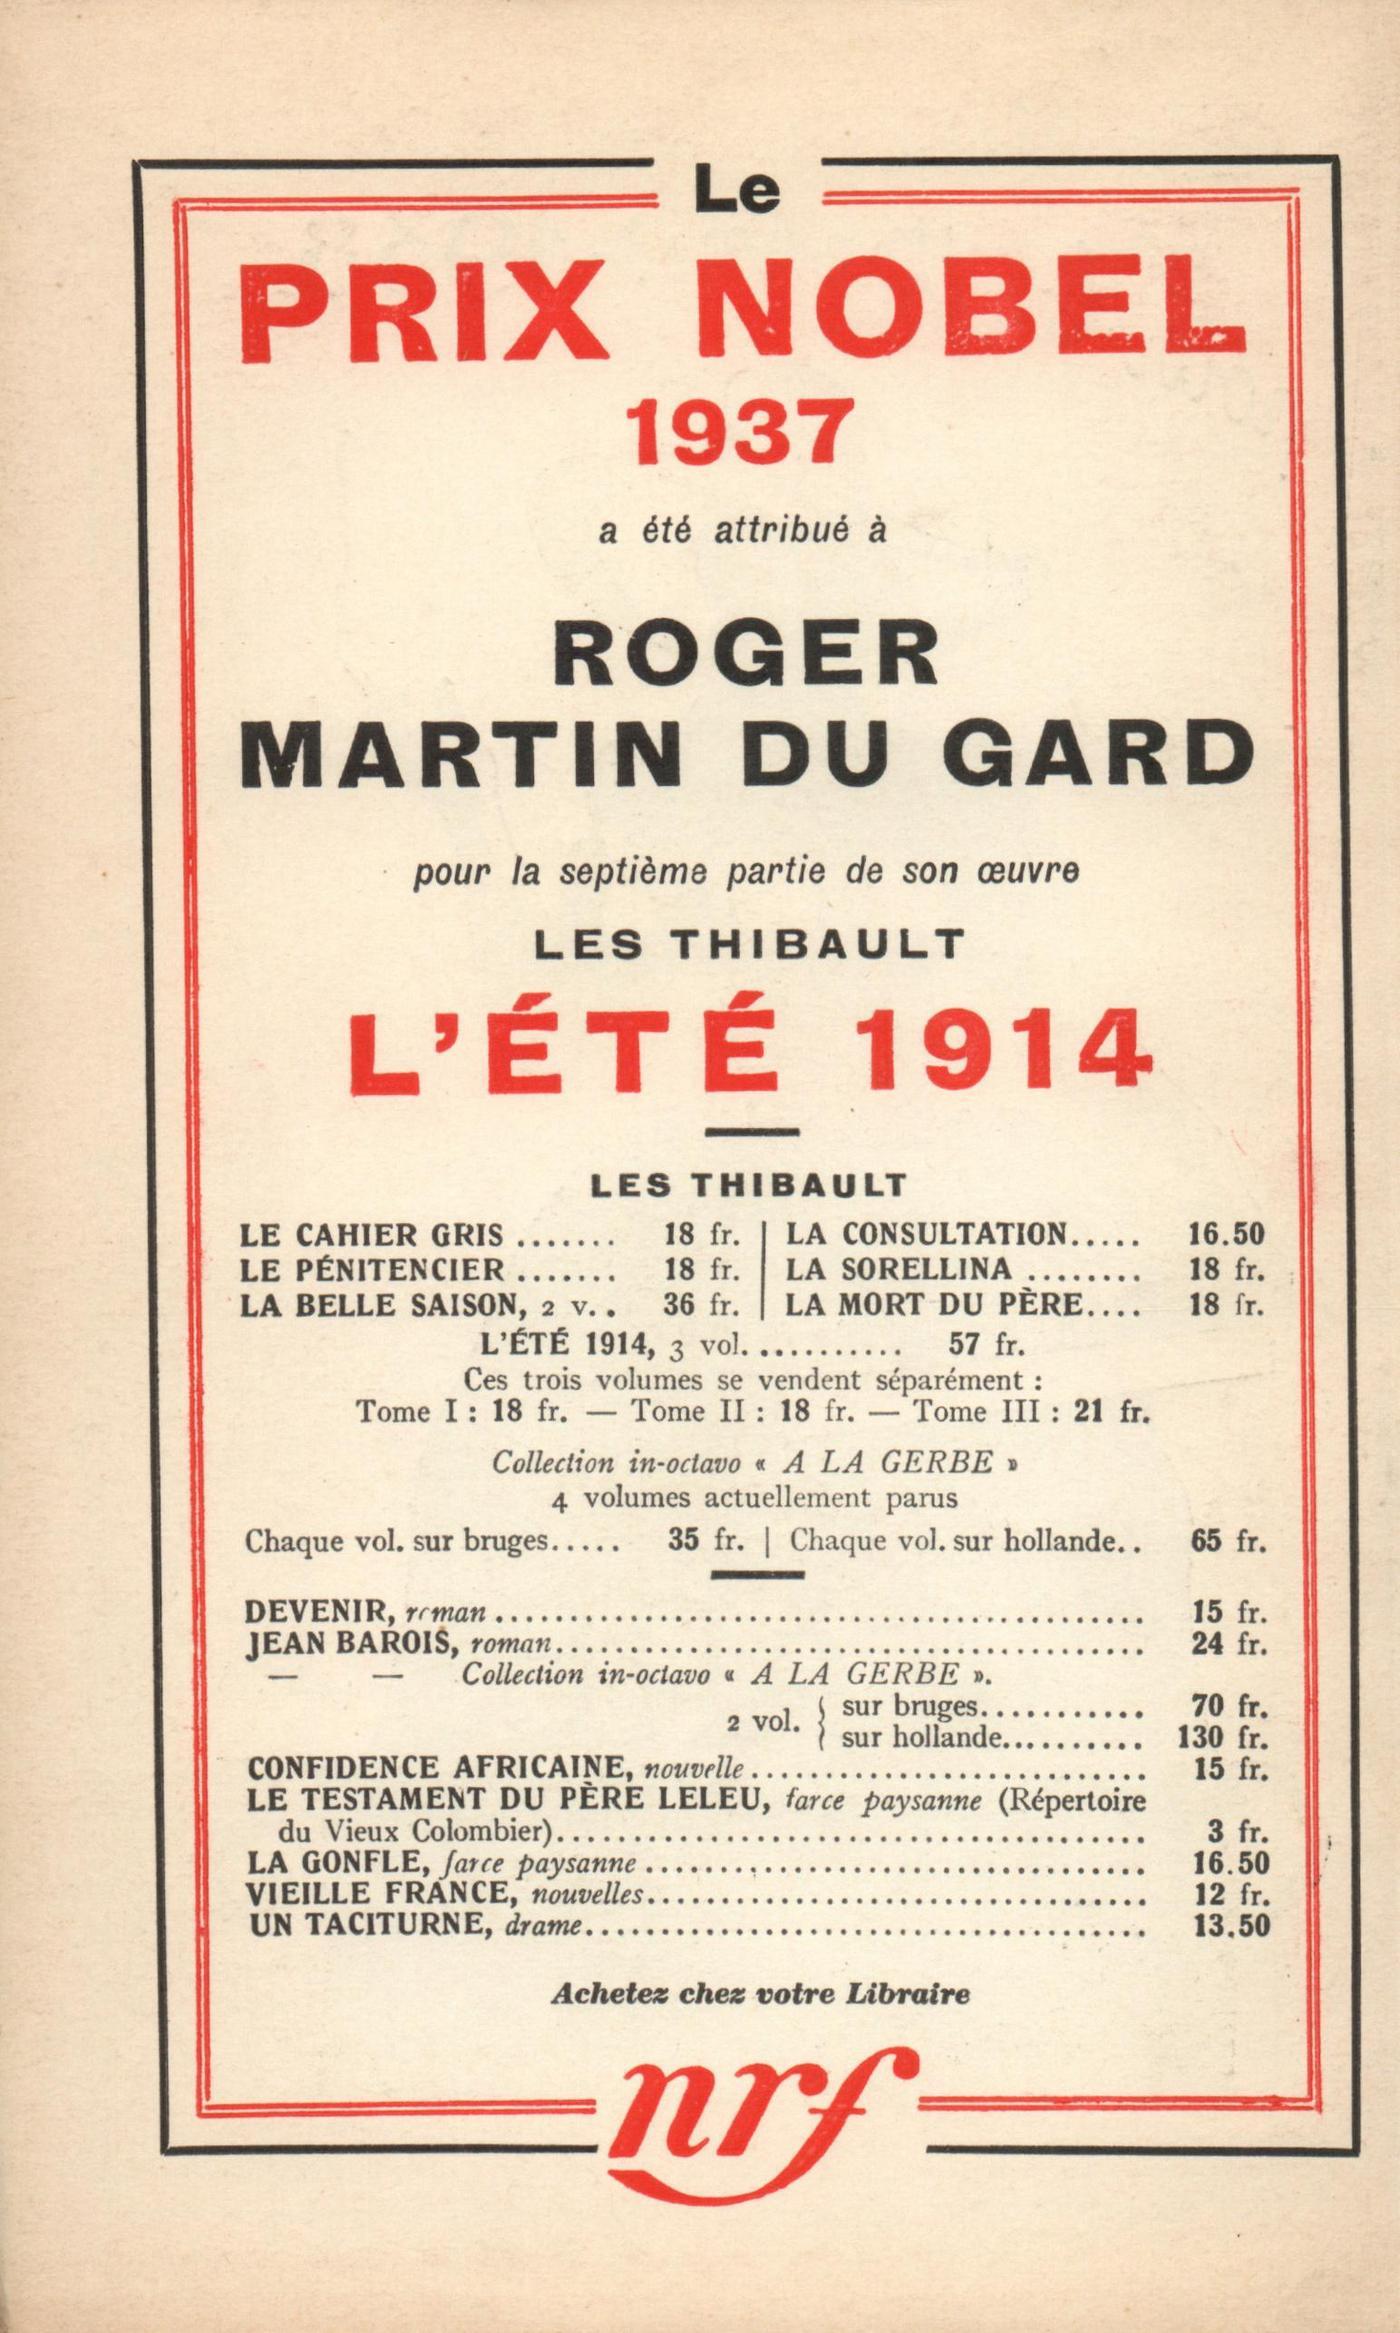 Le
PRIX NOBEL
1937
a été attribué à
ROGER
MARTIN DU GARD
pour la septième partie de son œuvre
LES THIBAULT
L'ÉTÉ 1914
LES THIBAULT
LE CAHIER GRIS ....... 18 fr. | LA CONSULTATION..... 16.50
LE PÉNITENCIER ....... 18 fr. | LA SORELLINA ........ 18 fr.
LA BELLE SAISON, 2 v.. 36 fr. | LA MORT DU PÈRE.... 18 fr.
L'ÉTÉ 1914, 3 vol. .......... 57 fr.
Ces trois volumes se vendent séparément :
Tome I : 18 fr. — Tome II : 18 fr. — Tome III : 21 fr.
Collection in-octavo « A LA GERBE »
4 volumes actuellement parus
Chaque vol. sur bruges..... 35 fr. | Chaque vol. sur hollande.. 65 fr.
DEVENIR, roman ............................................ 15 fr.
JEAN BAROIS, roman........................................ 24 fr.
— — Collection in-octavo « A LA GERBE ».
2 vol. { sur bruges........... 70 fr.
sur hollande.......... 130 fr.
CONFIDENCE AFRICAINE, nouvelle ........................... 15 fr.
LE TESTAMENT DU PÈRE LELEU, farce paysanne (Répertoire
du Vieux Colombier)........................................ 3 fr.
LA GONFLE, farce paysanne .................................. 16.50
VIEILLE FRANCE, nouvelles.................................. 12 fr.
UN TACITURNE, drame...................................... 13.50
Achetez chez votre Libraire
nrf